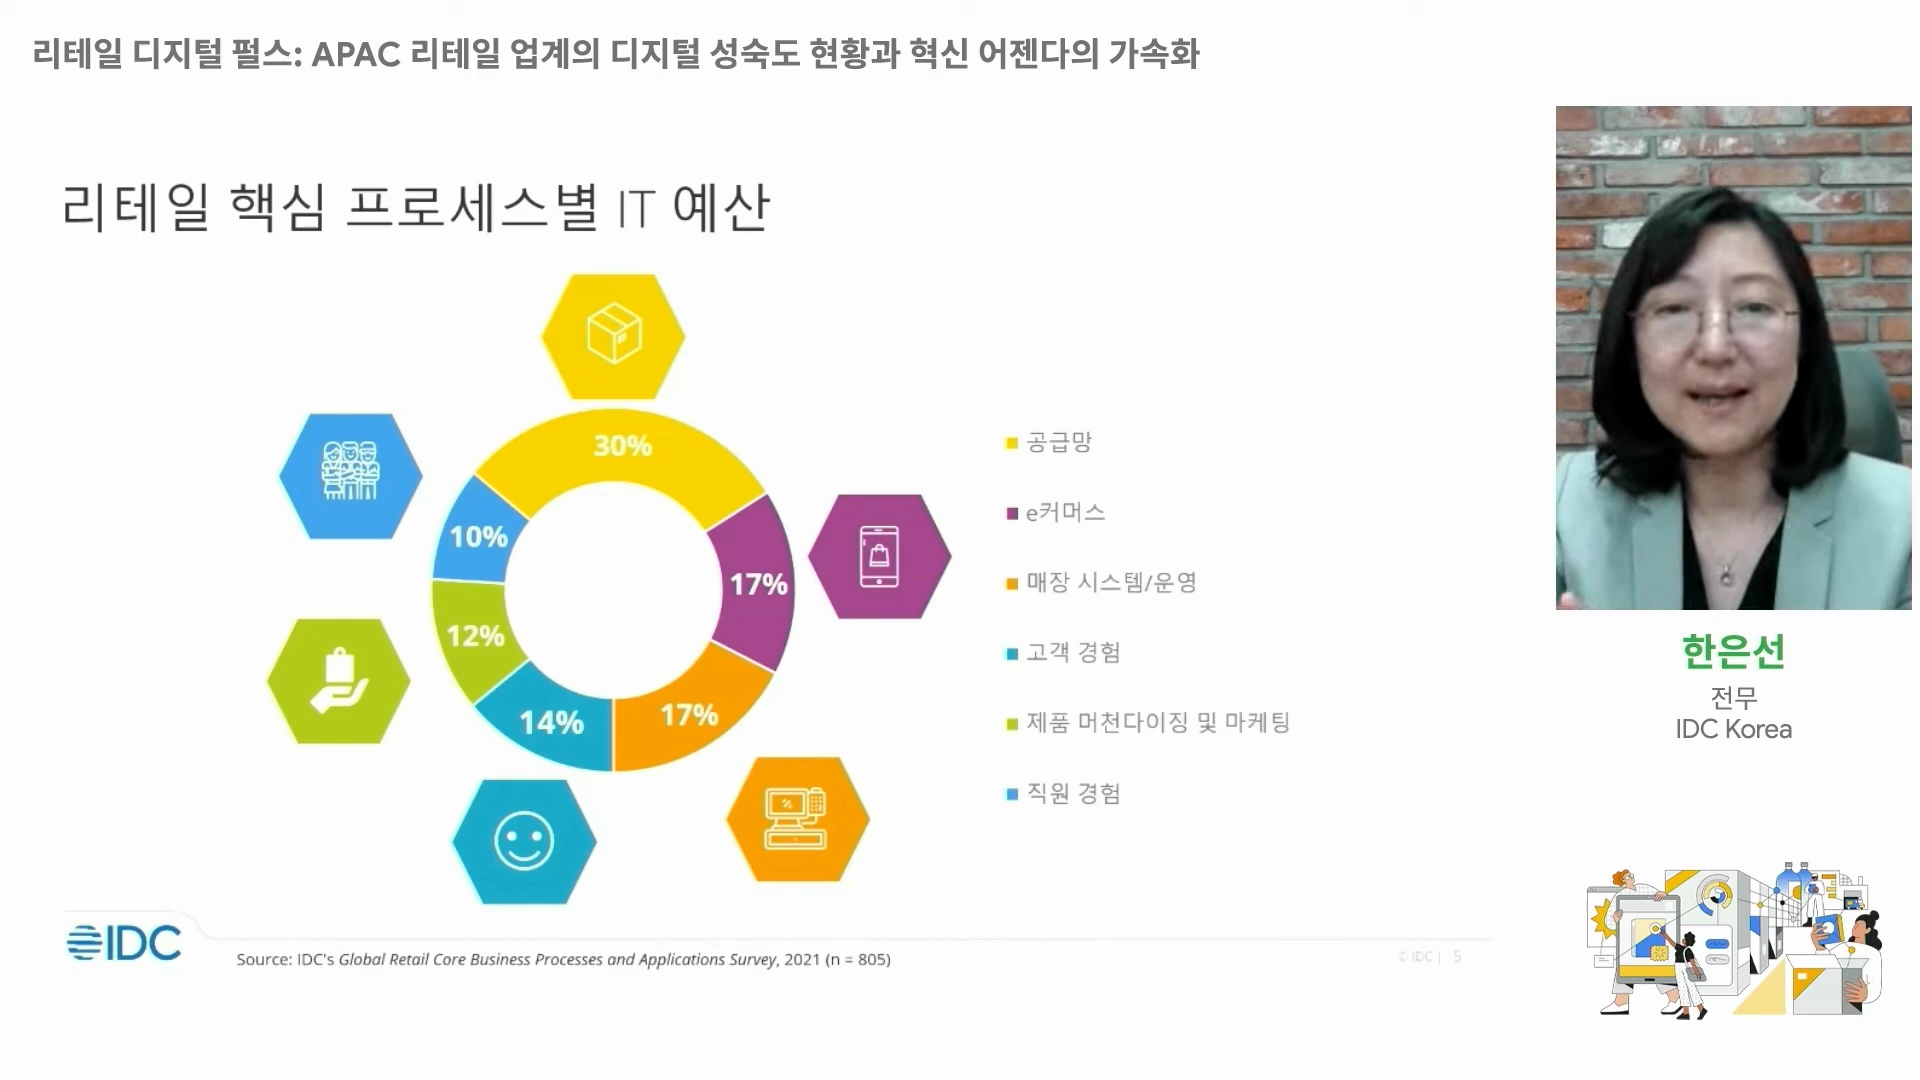 리테일 디지털 펄스: APAC 리테일 업계의 디지털 성숙도 현황과 혁신 어젠다의 가속화
리테일 핵심 프로세스별 IT 예산
30%
10%
17%
12%
14%
17%
공급망
e커머스
매장 시스템/운영
고객 경험
제품 머천다이징 및 마케팅
직원 경험
한은선
전무
IDC Korea
IDC
Source: IDC's Global Retail Core Business Processes and Applications Survey, 2021 (n = 805)
© IDC | 5